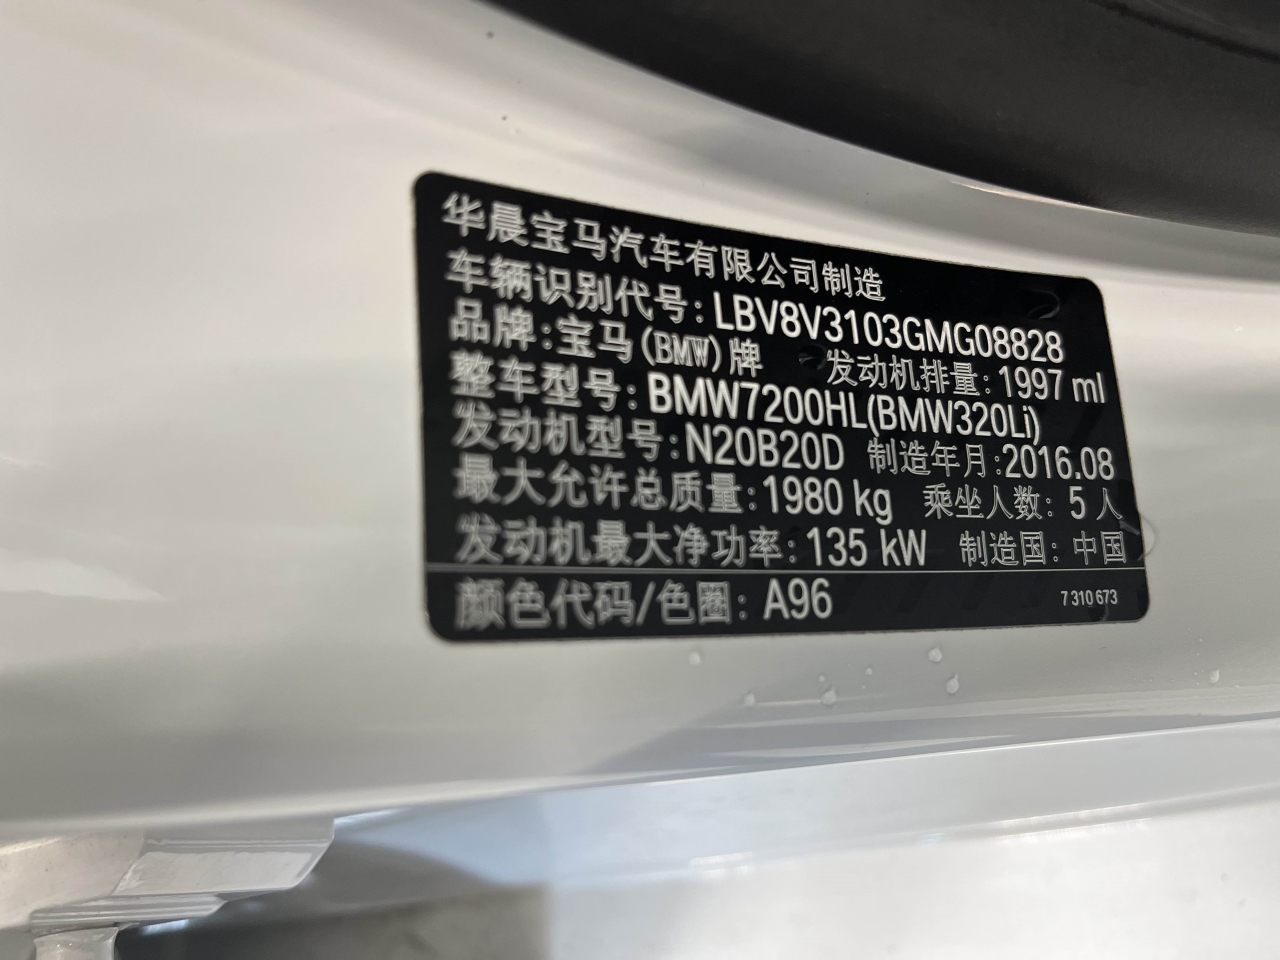 华晨宝马汽车有限公司制造
车辆识别代号: LBV8V3103GMG08828
品牌: 宝马(BMW)牌 发动机排量: 1997 ml
整车型号: BMW7200HL(BMW320Li)
发动机型号: N20B20D 制造年月: 2016.08
最大允许总质量: 1980 kg 乘坐人数: 5 人
发动机最大净功率: 135 kW 制造国: 中国
颜色代码/色圈: A96 7 310 673